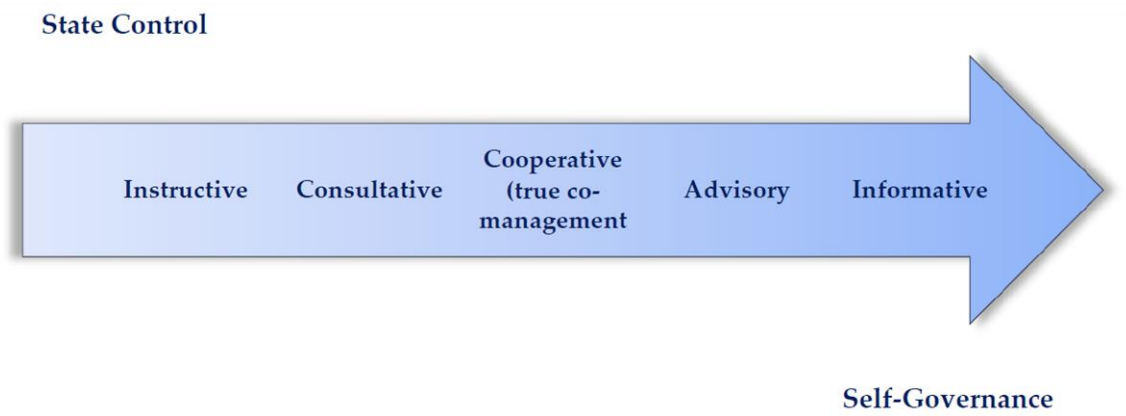 State Control
Instructive
Consultative
Cooperative
(true co-
management
Advisory
Informative
Self-Governance